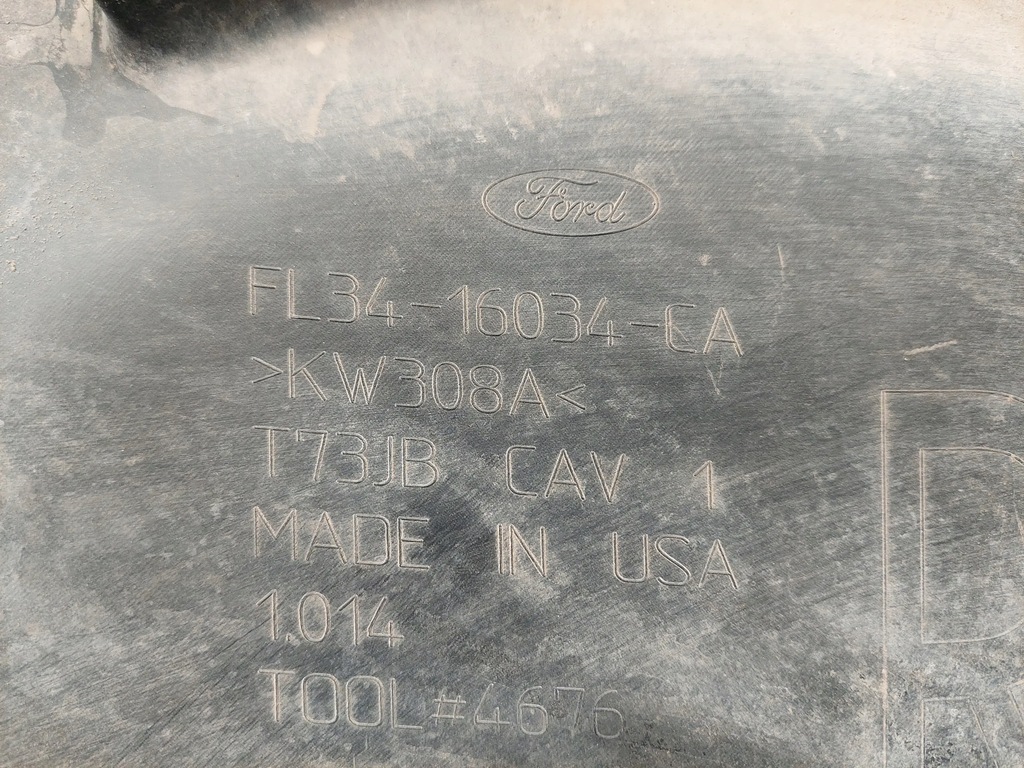 Ford
FL34-16034-CA
>KW308A<
T73JB CAV 1
MADE IN USA
1.014
TOOL#4676
R